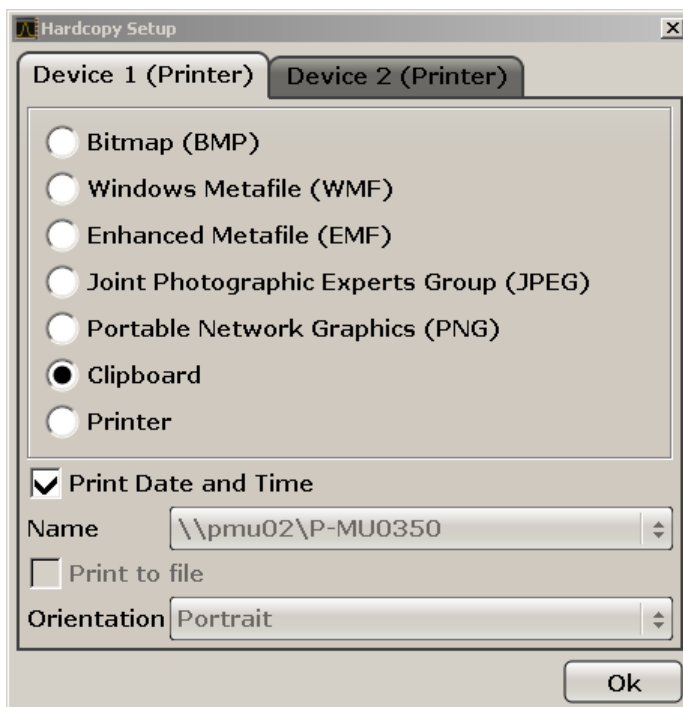 Hardcopy Setup
Device 1 (Printer) Device 2 (Printer)
Bitmap (BMP)
Windows Metafile (WMF)
Enhanced Metafile (EMF)
Joint Photographic Experts Group (JPEG)
Portable Network Graphics (PNG)
Clipboard
Printer
Print Date and Time
Name \\pmu02\P-MU0350
Print to file
Orientation Portrait
Ok